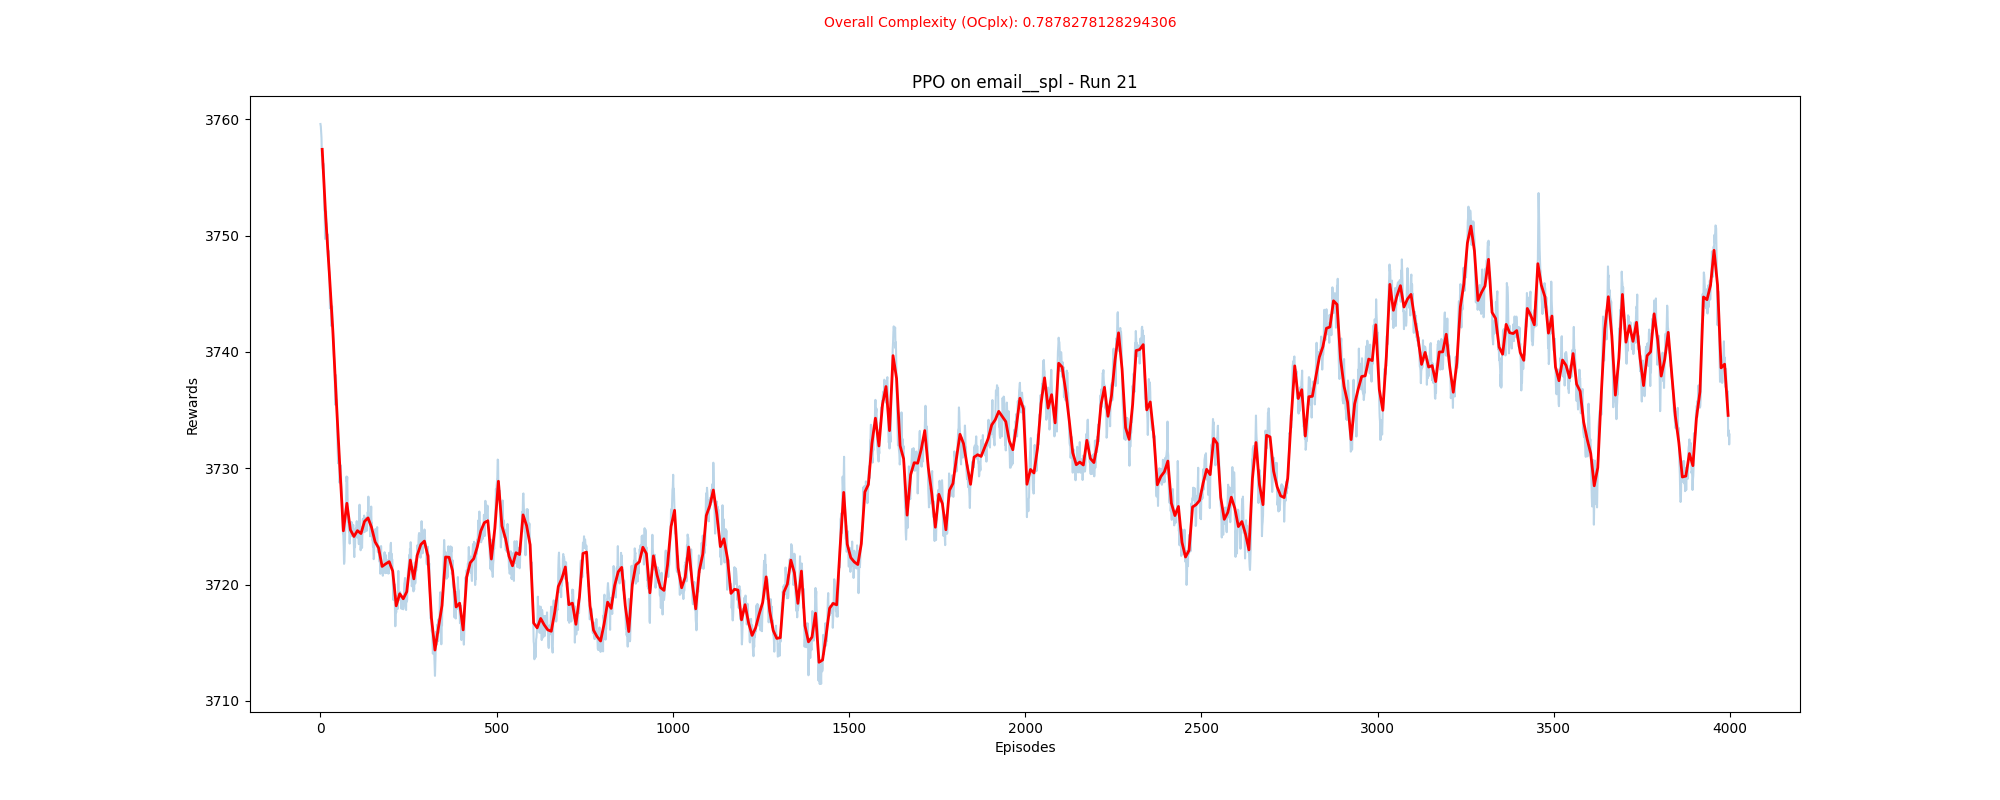 Overall Complexity (OCplx): 0.7878278128294306
PPO on email__spl - Run 21
3760
3750
3740
3730
3720
3710
Rewards
0 500 1000 1500 2000 2500 3000 3500 4000
Episodes